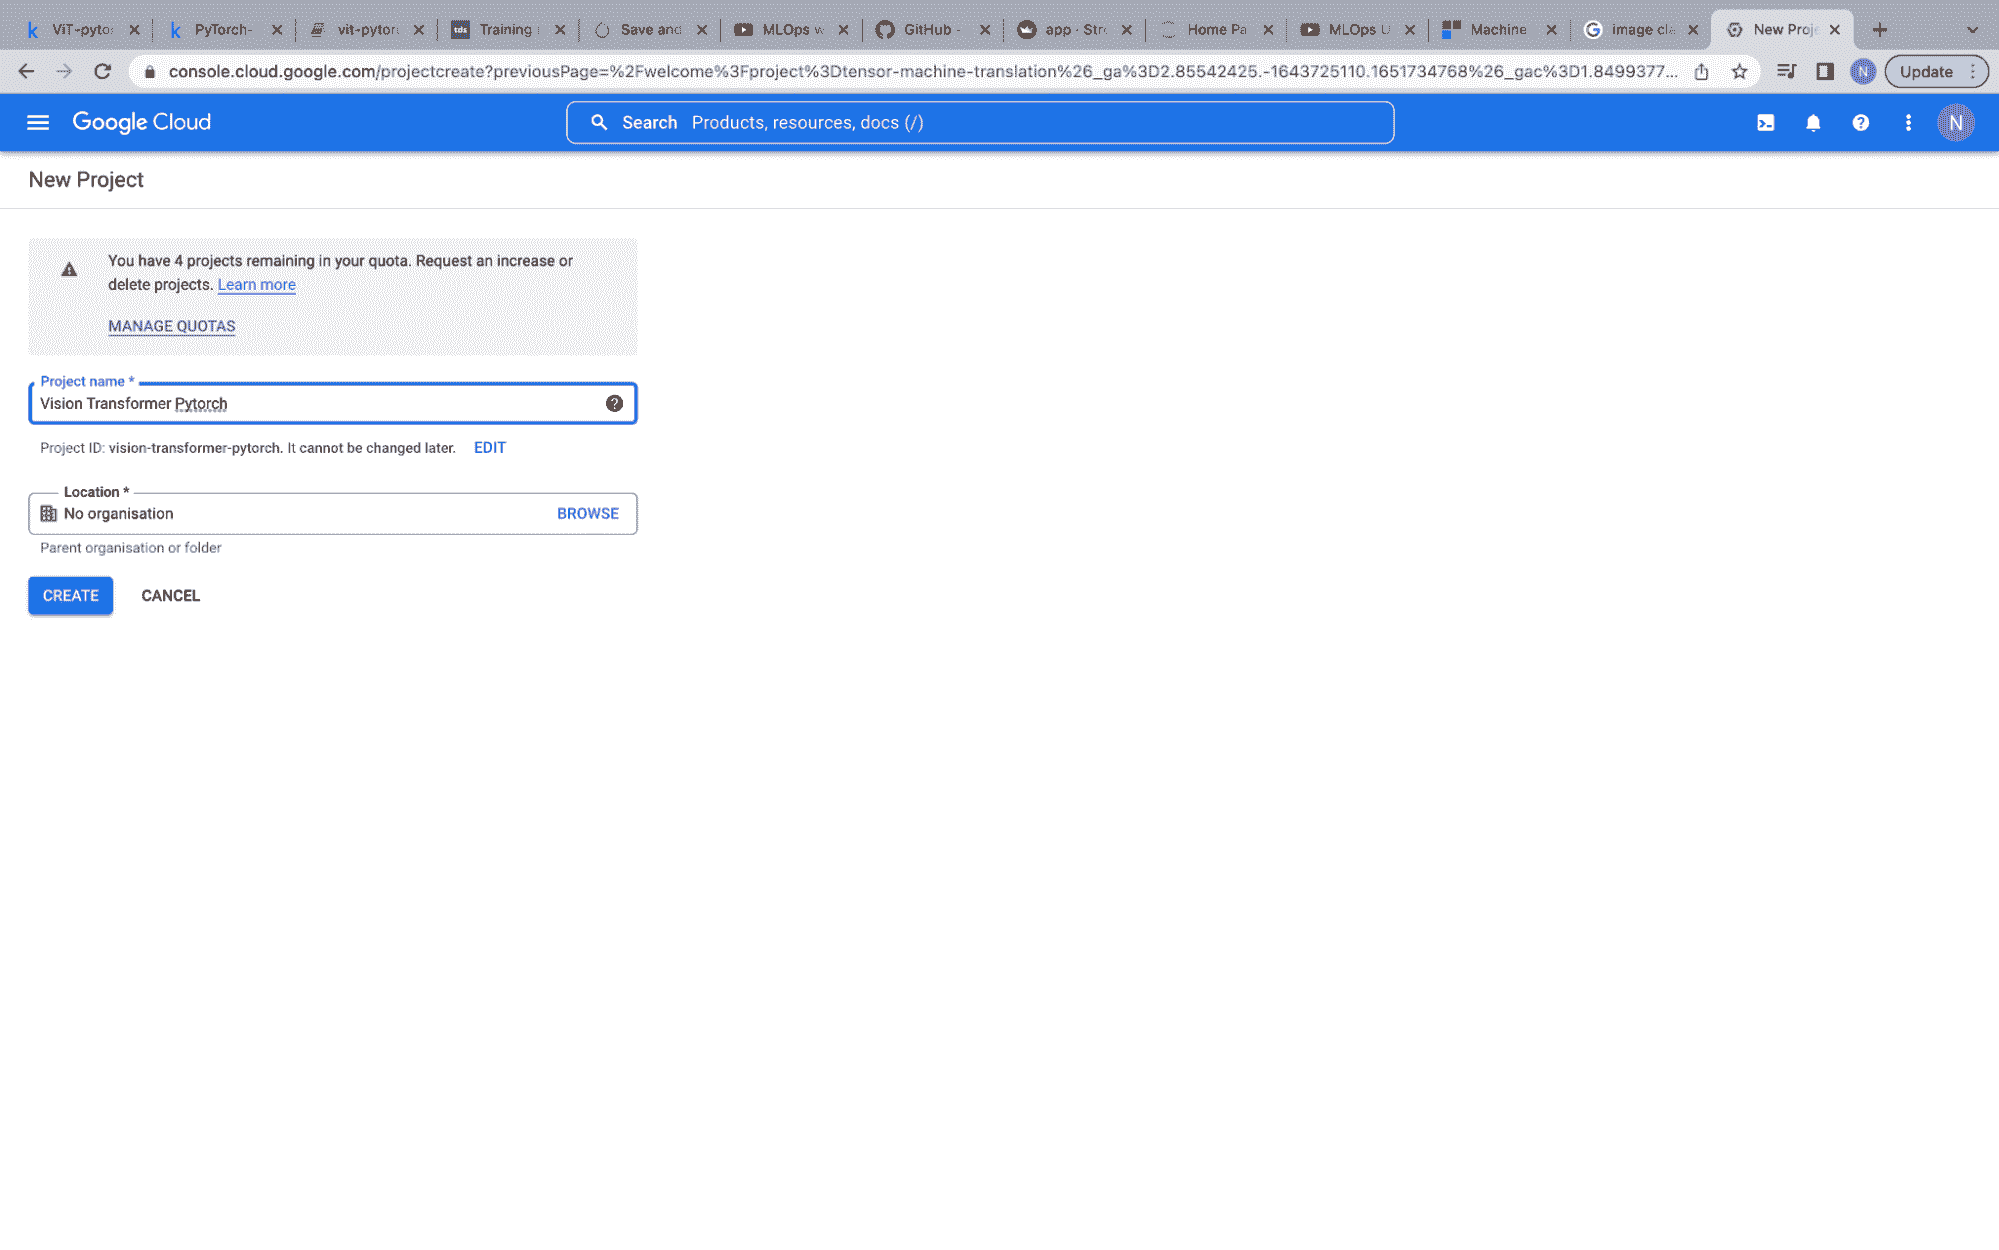 ViT-pyto
PyTorch-
vit-pytor
tds
Training
Save and
MLOps w
GitHub -
app · Str
Home Pa
MLOps U
Machine
image cla
New Proje
console.cloud.google.com/projectcreate?previousPage=%2Fwelcome%3Fproject%3Dtensor-machine-translation%26_ga%3D2.85542425.-1643725110.1651734768%26_gac%3D1.8499377...
N
Update
Google Cloud
Search Products, resources, docs (/)
N
New Project
You have 4 projects remaining in your quota. Request an increase or
delete projects. Learn more
MANAGE QUOTAS
Project name *
Vision Transformer Pytorch
Project ID: vision-transformer-pytorch. It cannot be changed later. EDIT
Location *
No organisation BROWSE
Parent organisation or folder
CREATE CANCEL